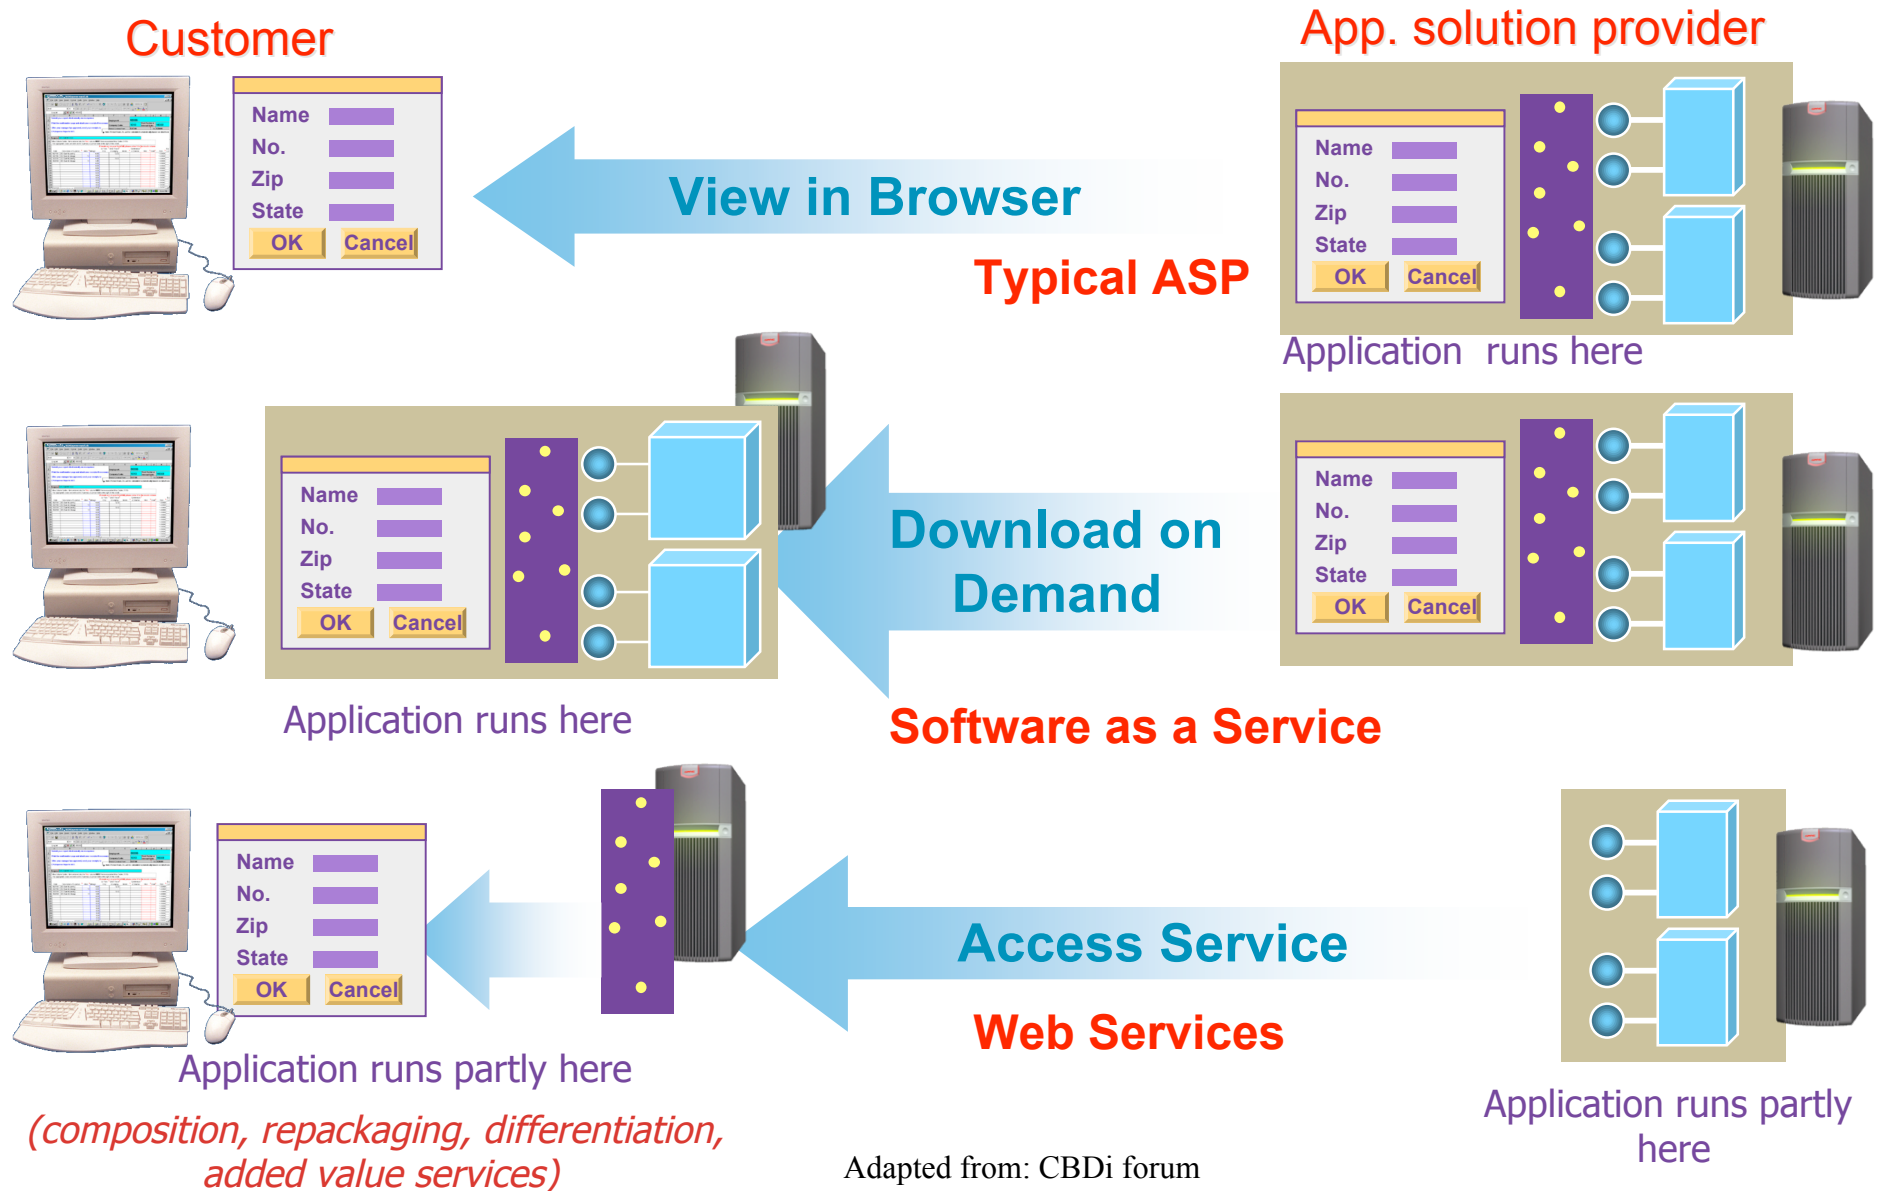 Customer
App. solution provider
Name
No.
Zip
State
OK Cancel
View in Browser
Typical ASP
Name
No.
Zip
State
OK Cancel
Application runs here
Name
No.
Zip
State
OK Cancel
Application runs here
Download on
Demand
Software as a Service
Name
No.
Zip
State
OK Cancel
Name
No.
Zip
State
OK Cancel
Application runs partly here
(composition, repackaging, differentiation,
added value services)
Access Service
Web Services
Application runs partly
here
Adapted from: CBDi forum